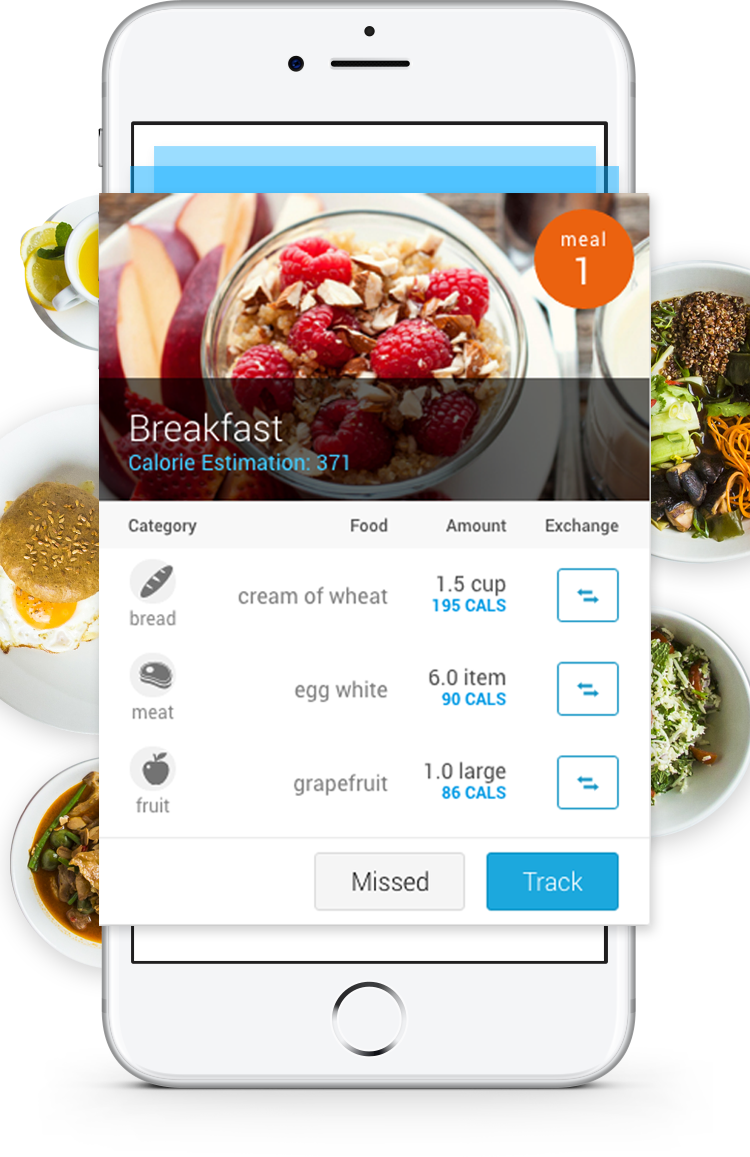 meal
1
Breakfast
Calorie Estimation: 371
Category Food Amount Exchange
bread cream of wheat 1.5 cup
195 CALS
meat egg white 6.0 item
90 CALS
fruit grapefruit 1.0 large
86 CALS
Missed Track